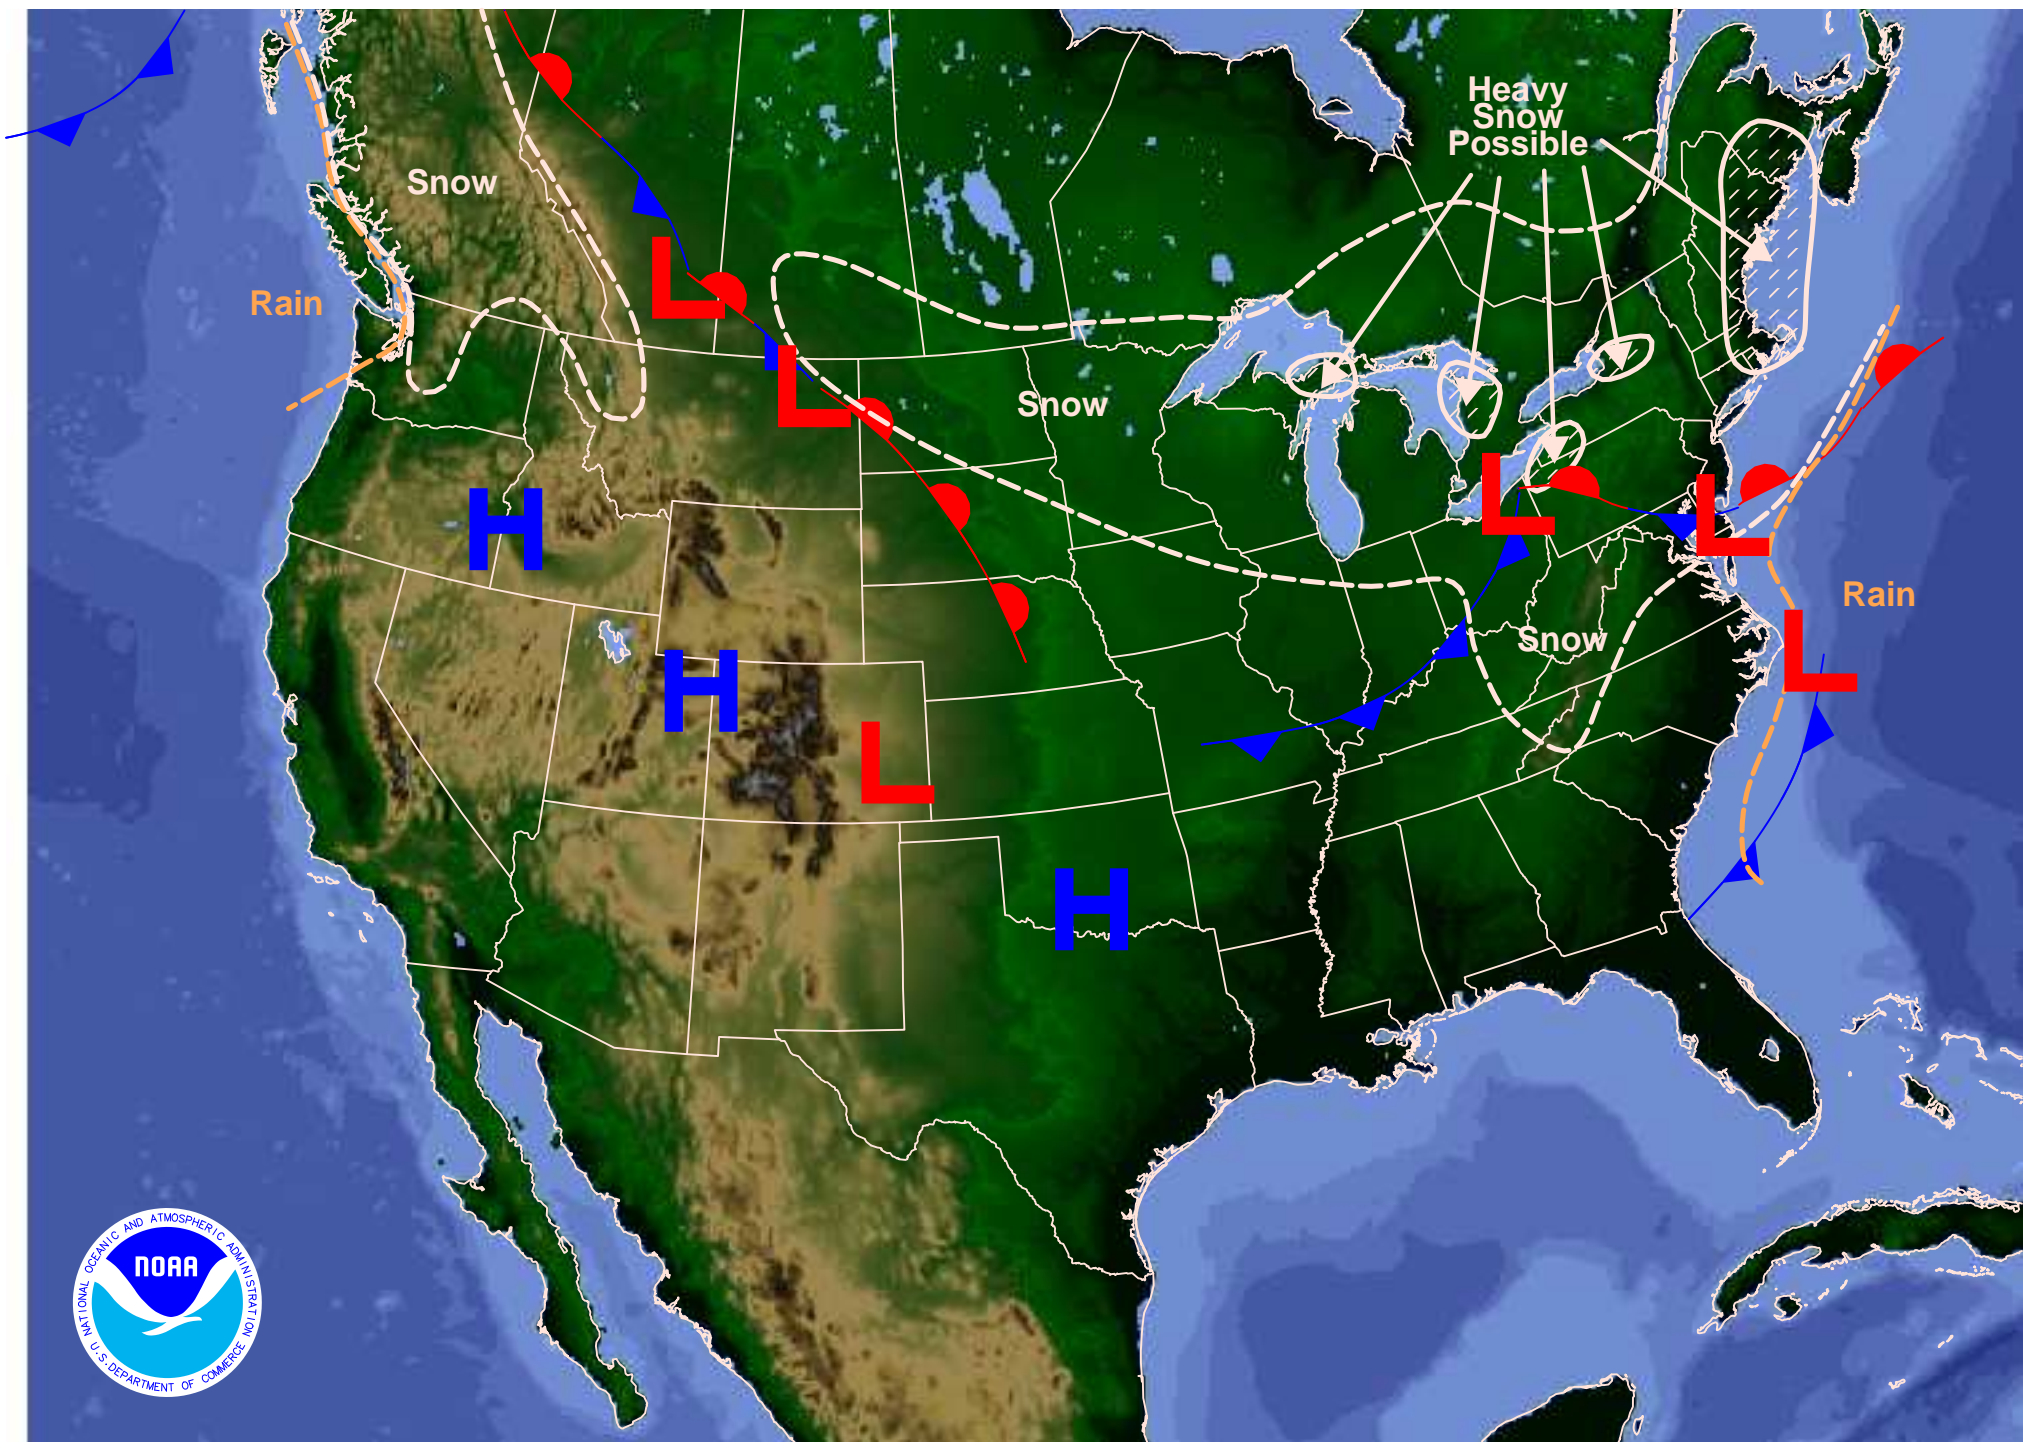 Heavy
Snow
Possible
Snow
Rain
Snow
Rain
Snow
H
H
H
L
L
L
L
L
L
NATIONAL OCEANIC AND ATMOSPHERIC ADMINISTRATION
NOAA
U.S. DEPARTMENT OF COMMERCE